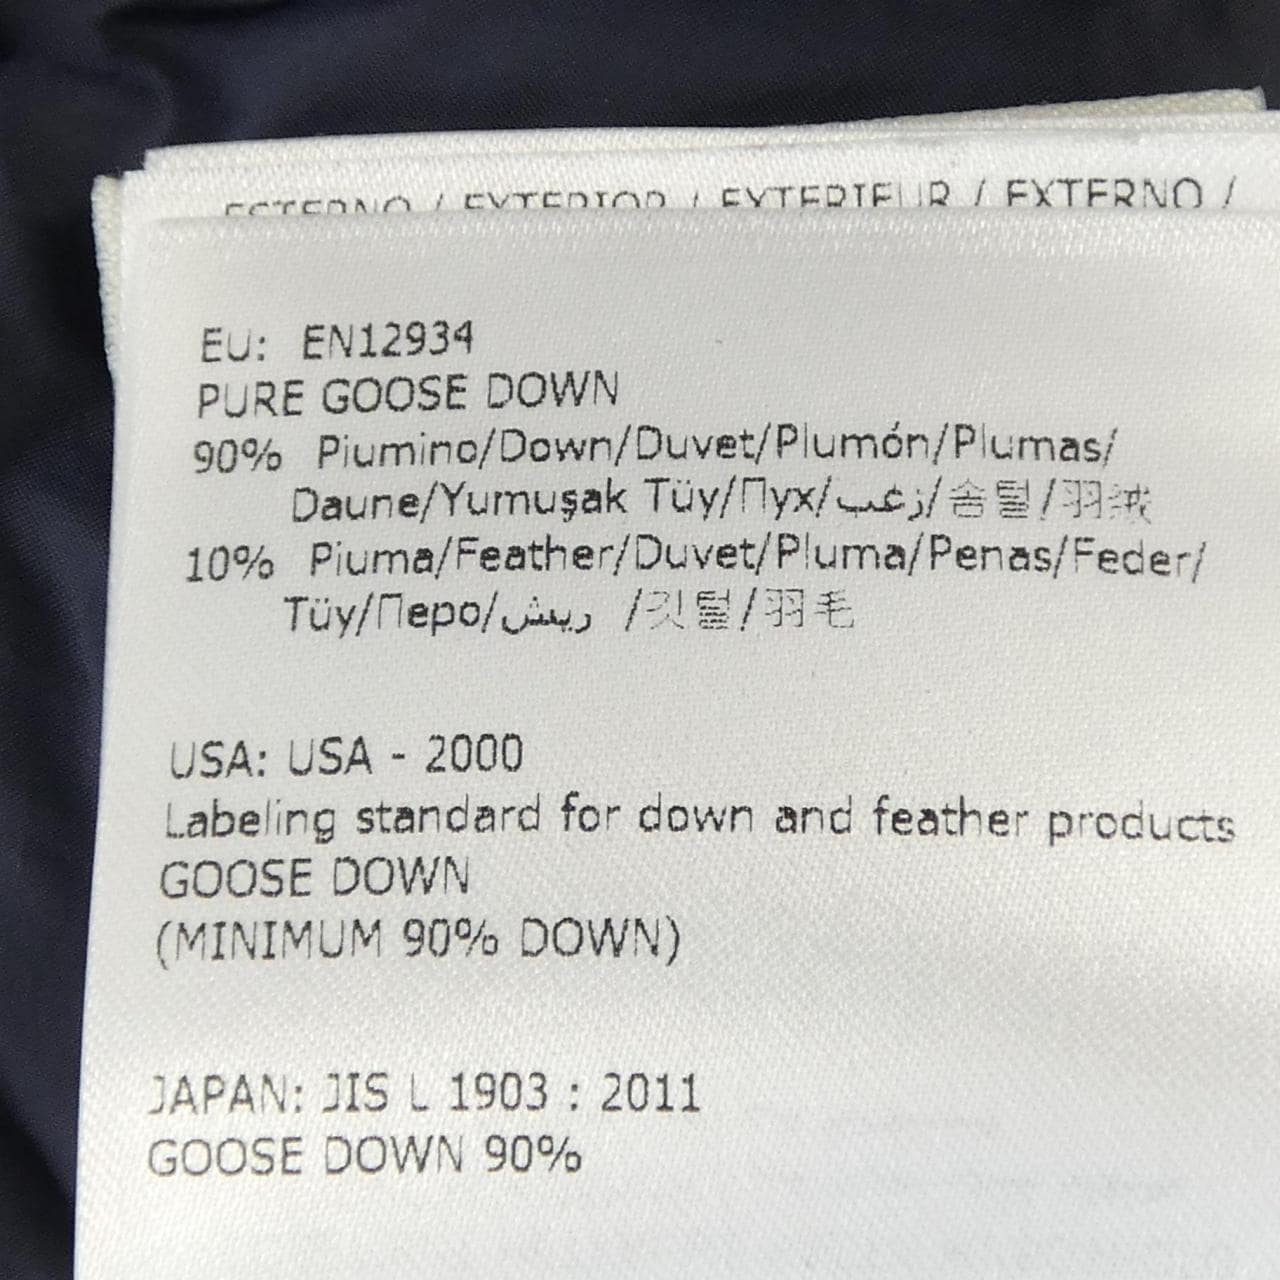 ESTERNO / EXTERIOR / EXTERIEUR / EXTERNO /
EU: EN12934
PURE GOOSE DOWN
90% Piumino/Down/Duvet/Plumón/Plumas/
Daune/Yumuşak Tüy/Пух/زغب/솜털/羽绒
10% Piuma/Feather/Duvet/Pluma/Penas/Feder/
Tüy/Перо/ريش /깃털/羽毛
USA: USA - 2000
Labeling standard for down and feather products
GOOSE DOWN
(MINIMUM 90% DOWN)
JAPAN: JIS L 1903 : 2011
GOOSE DOWN 90%